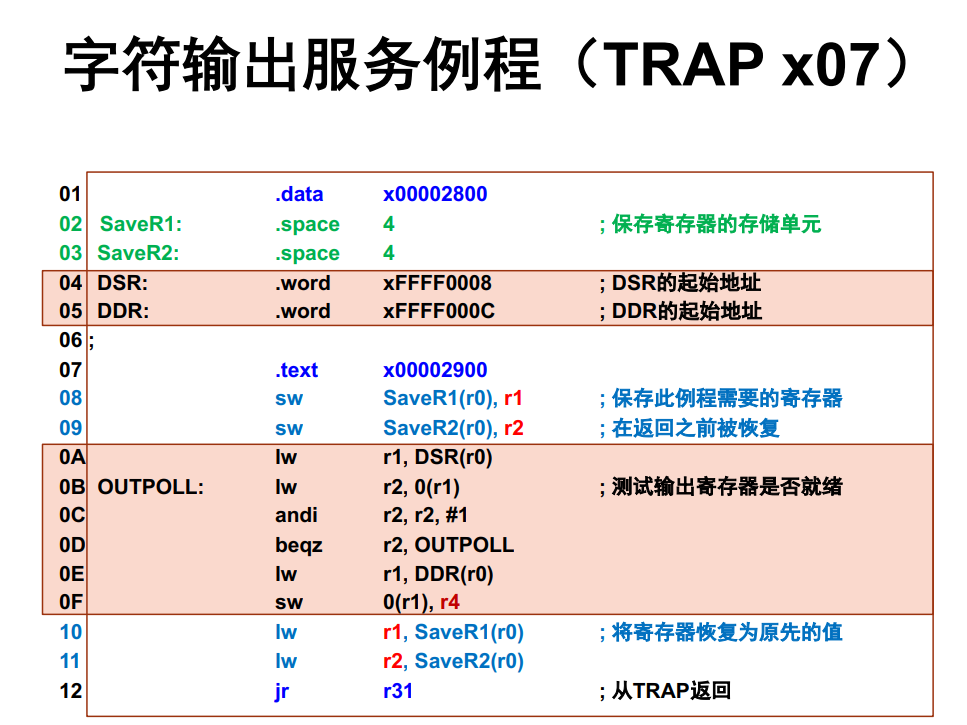 字符输出服务例程（TRAP x07）
01 .data x00002800
02 SaveR1: .space 4 ; 保存寄存器的存储单元
03 SaveR2: .space 4
04 DSR: .word xFFFF0008 ; DSR的起始地址
05 DDR: .word xFFFF000C ; DDR的起始地址
06 ;
07 .text x00002900
08 sw SaveR1(r0), r1 ; 保存此例程需要的寄存器
09 sw SaveR2(r0), r2 ; 在返回之前被恢复
0A lw r1, DSR(r0)
0B OUTPOLL: lw r2, 0(r1) ; 测试输出寄存器是否就绪
0C andi r2, r2, #1
0D beqz r2, OUTPOLL
0E lw r1, DDR(r0)
0F sw 0(r1), r4
10 lw r1, SaveR1(r0) ; 将寄存器恢复为原先的值
11 lw r2, SaveR2(r0)
12 jr r31 ; 从TRAP返回